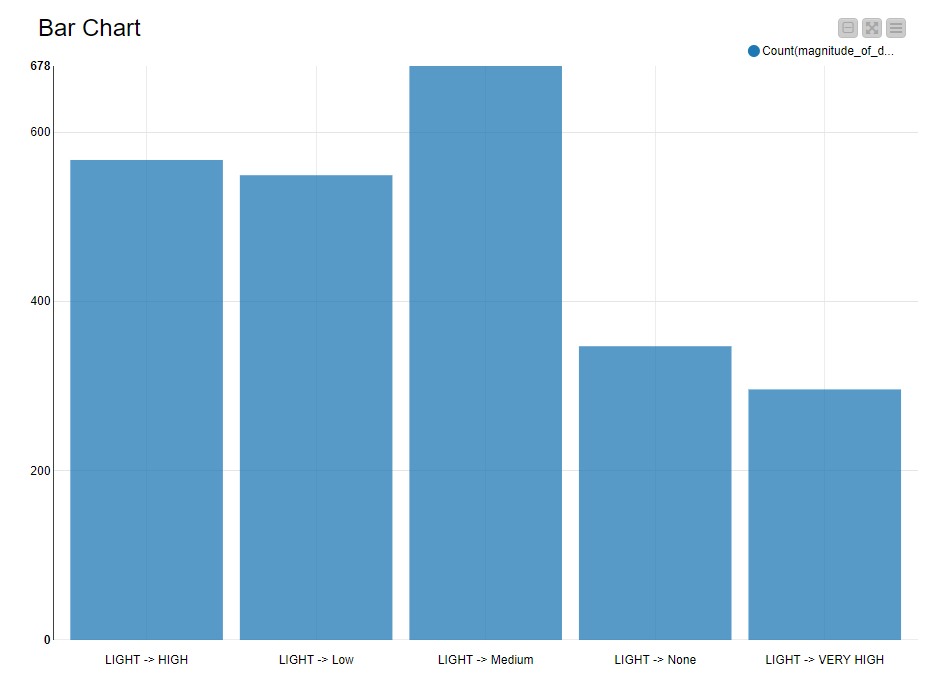 Bar Chart
Count(magnitude_of_d...
678
600
400
200
0
LIGHT -> HIGH
LIGHT -> Low
LIGHT -> Medium
LIGHT -> None
LIGHT -> VERY HIGH